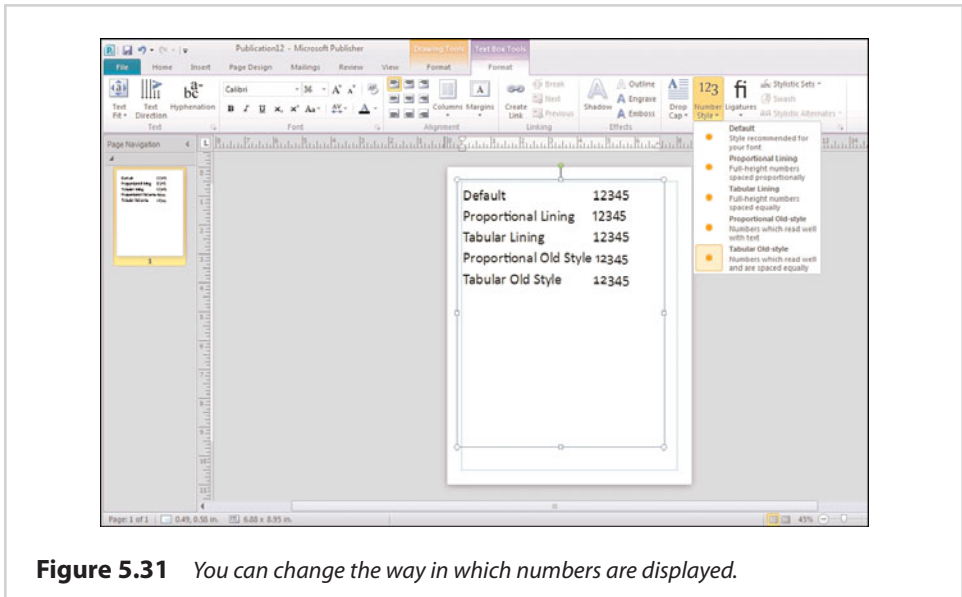 Publication12 - Microsoft Publisher
Drawing Tools
Text Box Tools
File Home Insert Page Design Mailings Review View Format Format
Calibri 36
Break
Next
Previous
Outline
Engrave
Emboss
Stylistic Sets
Swash
Stylistic Alternates
Text Fit
Text Direction
Hyphenation
Columns Margins
Create Link
Shadow
Drop Cap
123
Number Style
fi
Ligatures
Text Font Alignment Linking Effects
Page Navigation
1
Default
Style recommended for
your font
Proportional Lining
Full-height numbers
spaced proportionally
Tabular Lining
Full-height numbers
spaced equally
Proportional Old-style
Numbers which read well
with text
Tabular Old-style
Numbers which read well
and are spaced equally
Default 12345
Proportional Lining 12345
Tabular Lining 12345
Proportional Old Style 12345
Tabular Old Style 12345
Page: 1 of 1 0.49, 0.58 in. 6.88 x 8.95 in. 45%
Figure 5.31 You can change the way in which numbers are displayed.